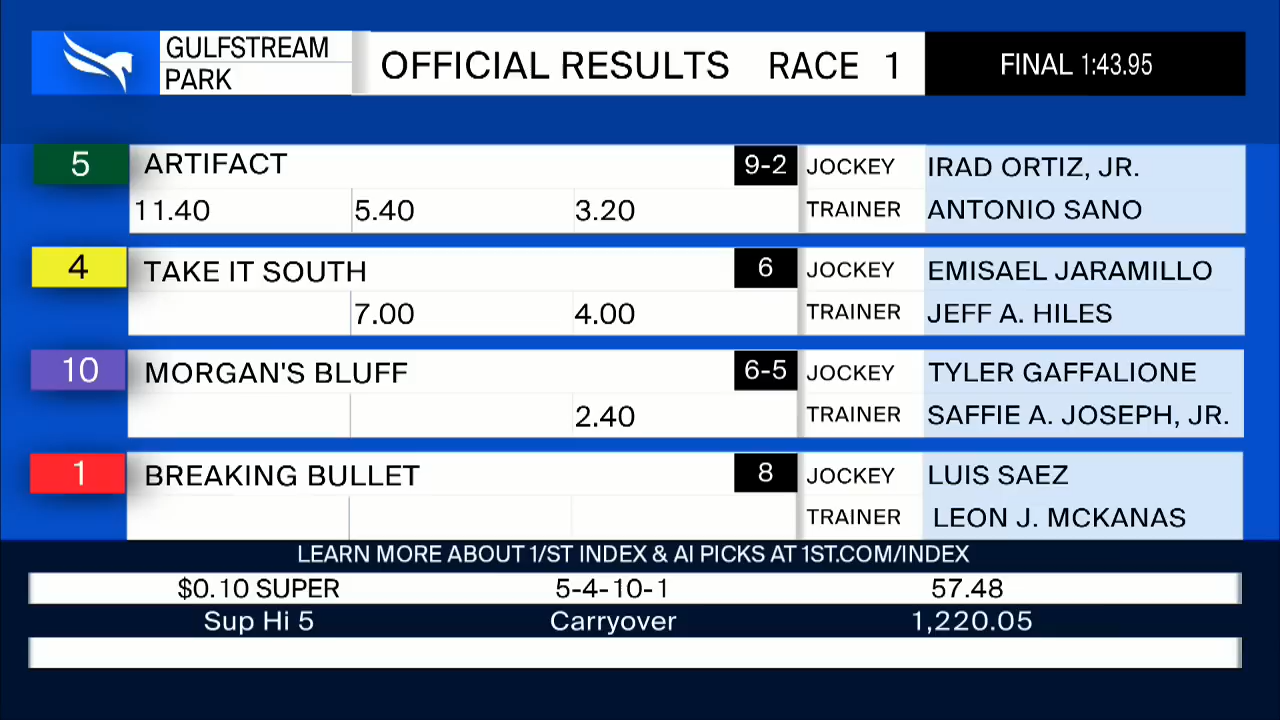 GULFSTREAM PARK OFFICIAL RESULTS RACE 1 FINAL 1:43.95
5 ARTIFACT 9-2 JOCKEY IRAD ORTIZ, JR.
11.40 5.40 3.20 TRAINER ANTONIO SANO
4 TAKE IT SOUTH 6 JOCKEY EMISAEL JARAMILLO
7.00 4.00 TRAINER JEFF A. HILES
10 MORGAN'S BLUFF 6-5 JOCKEY TYLER GAFFALIONE
2.40 TRAINER SAFFIE A. JOSEPH, JR.
1 BREAKING BULLET 8 JOCKEY LUIS SAEZ
TRAINER LEON J. MCKANAS
LEARN MORE ABOUT 1/ST INDEX & AI PICKS AT 1ST.COM/INDEX
$0.10 SUPER 5-4-10-1 57.48
Sup Hi 5 Carryover 1,220.05